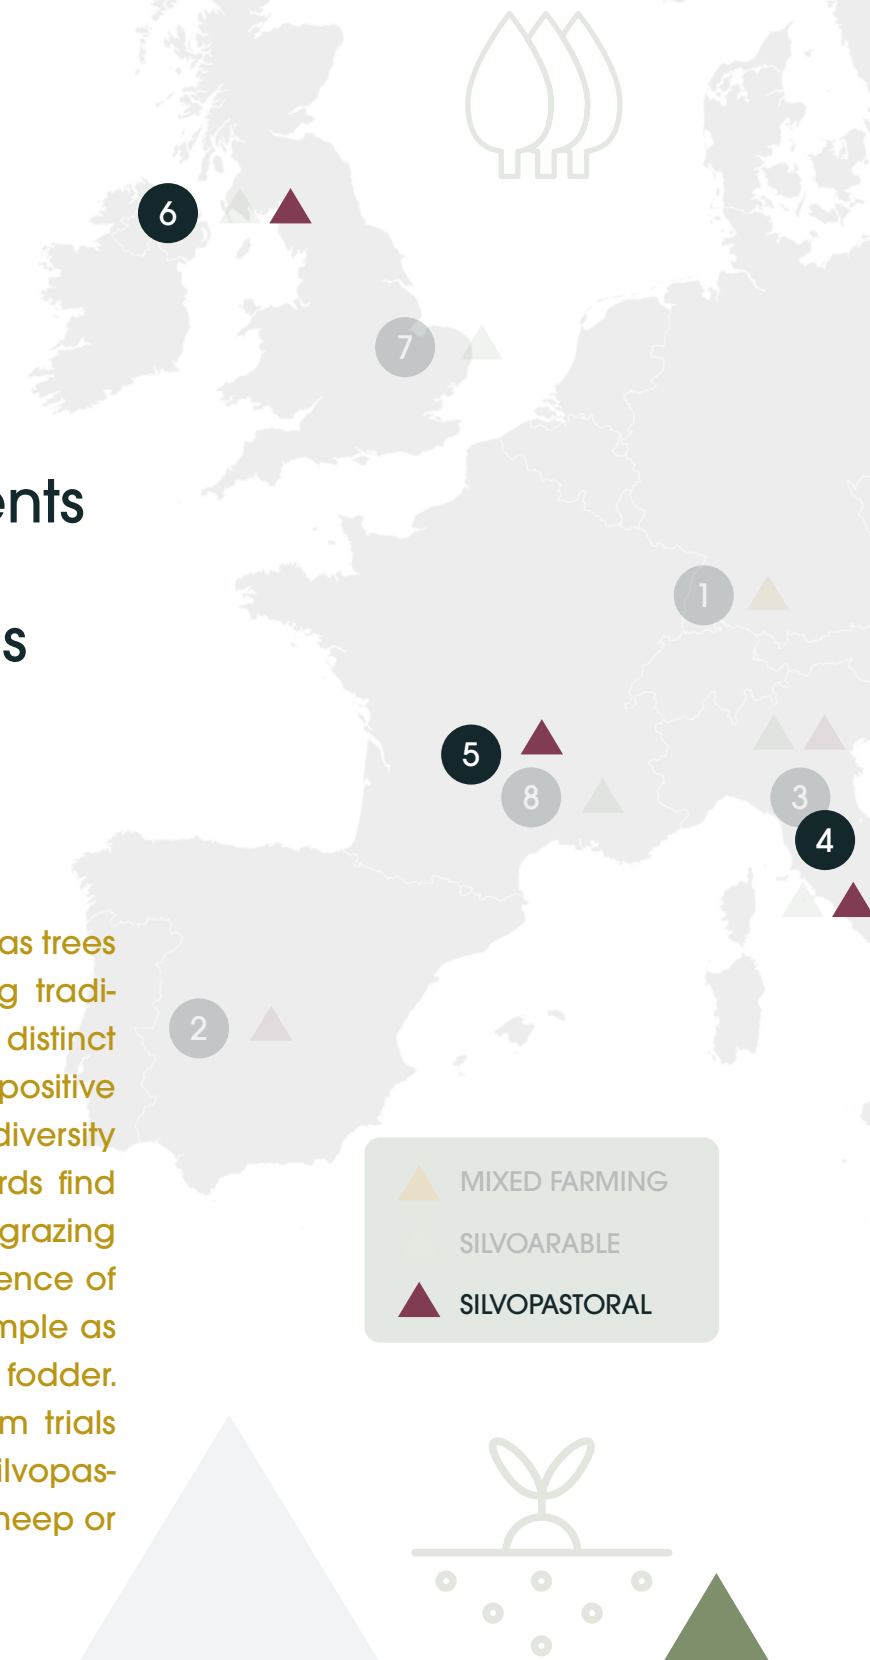 6
7
ents
1
s
5
8
3
4
as trees
g tradi-
distinct
2
positive
diversity
rds find
grazing
ence of
mple as
fodder.
m trials
ilvopas-
heep or
MIXED FARMING
SILVOARABLE
SILVOPASTORAL